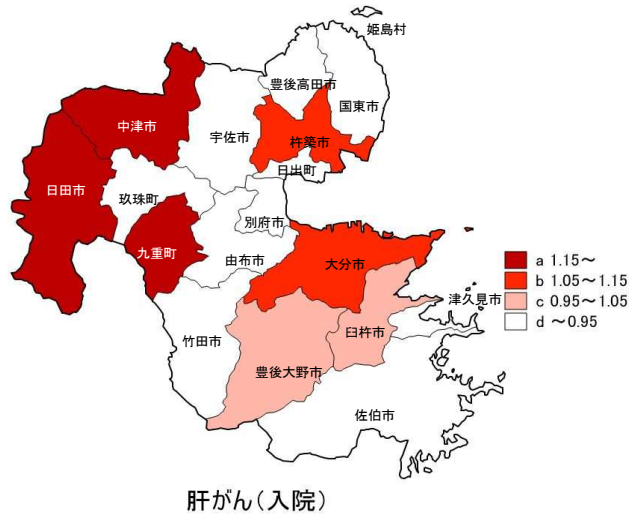 姫島村
豊後高田市
国東市
中津市
宇佐市
杵築市
日出町
日田市
玖珠町
別府市
九重町
由布市
大分市
a 1.15～
b 1.05～1.15
c 0.95～1.05
d ～0.95
津久見市
臼杵市
竹田市
豊後大野市
佐伯市
肝がん（入院）